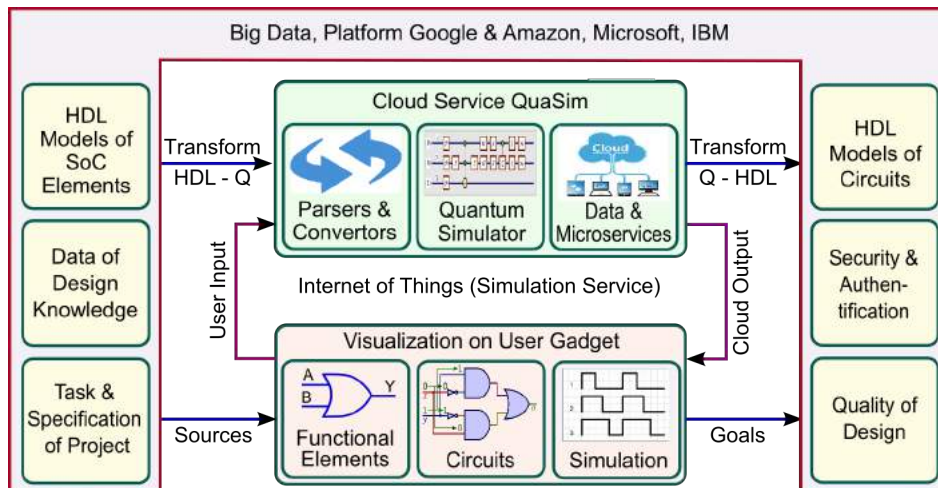 Big Data, Platform Google & Amazon, Microsoft, IBM
HDL
Models of
SoC
Elements
Data of
Design
Knowledge
Task &
Specification
of Project
Transform
HDL - Q
User Input
Sources
Cloud Service QuaSim
Parsers &
Convertors
Quantum
Simulator
Cloud
Data &
Microservices
Internet of Things (Simulation Service)
Visualization on User Gadget
A
B
Y
Functional
Elements
Circuits
Simulation
Transform
Q - HDL
Cloud Output
Goals
HDL
Models of
Circuits
Security &
Authen-
tification
Quality of
Design